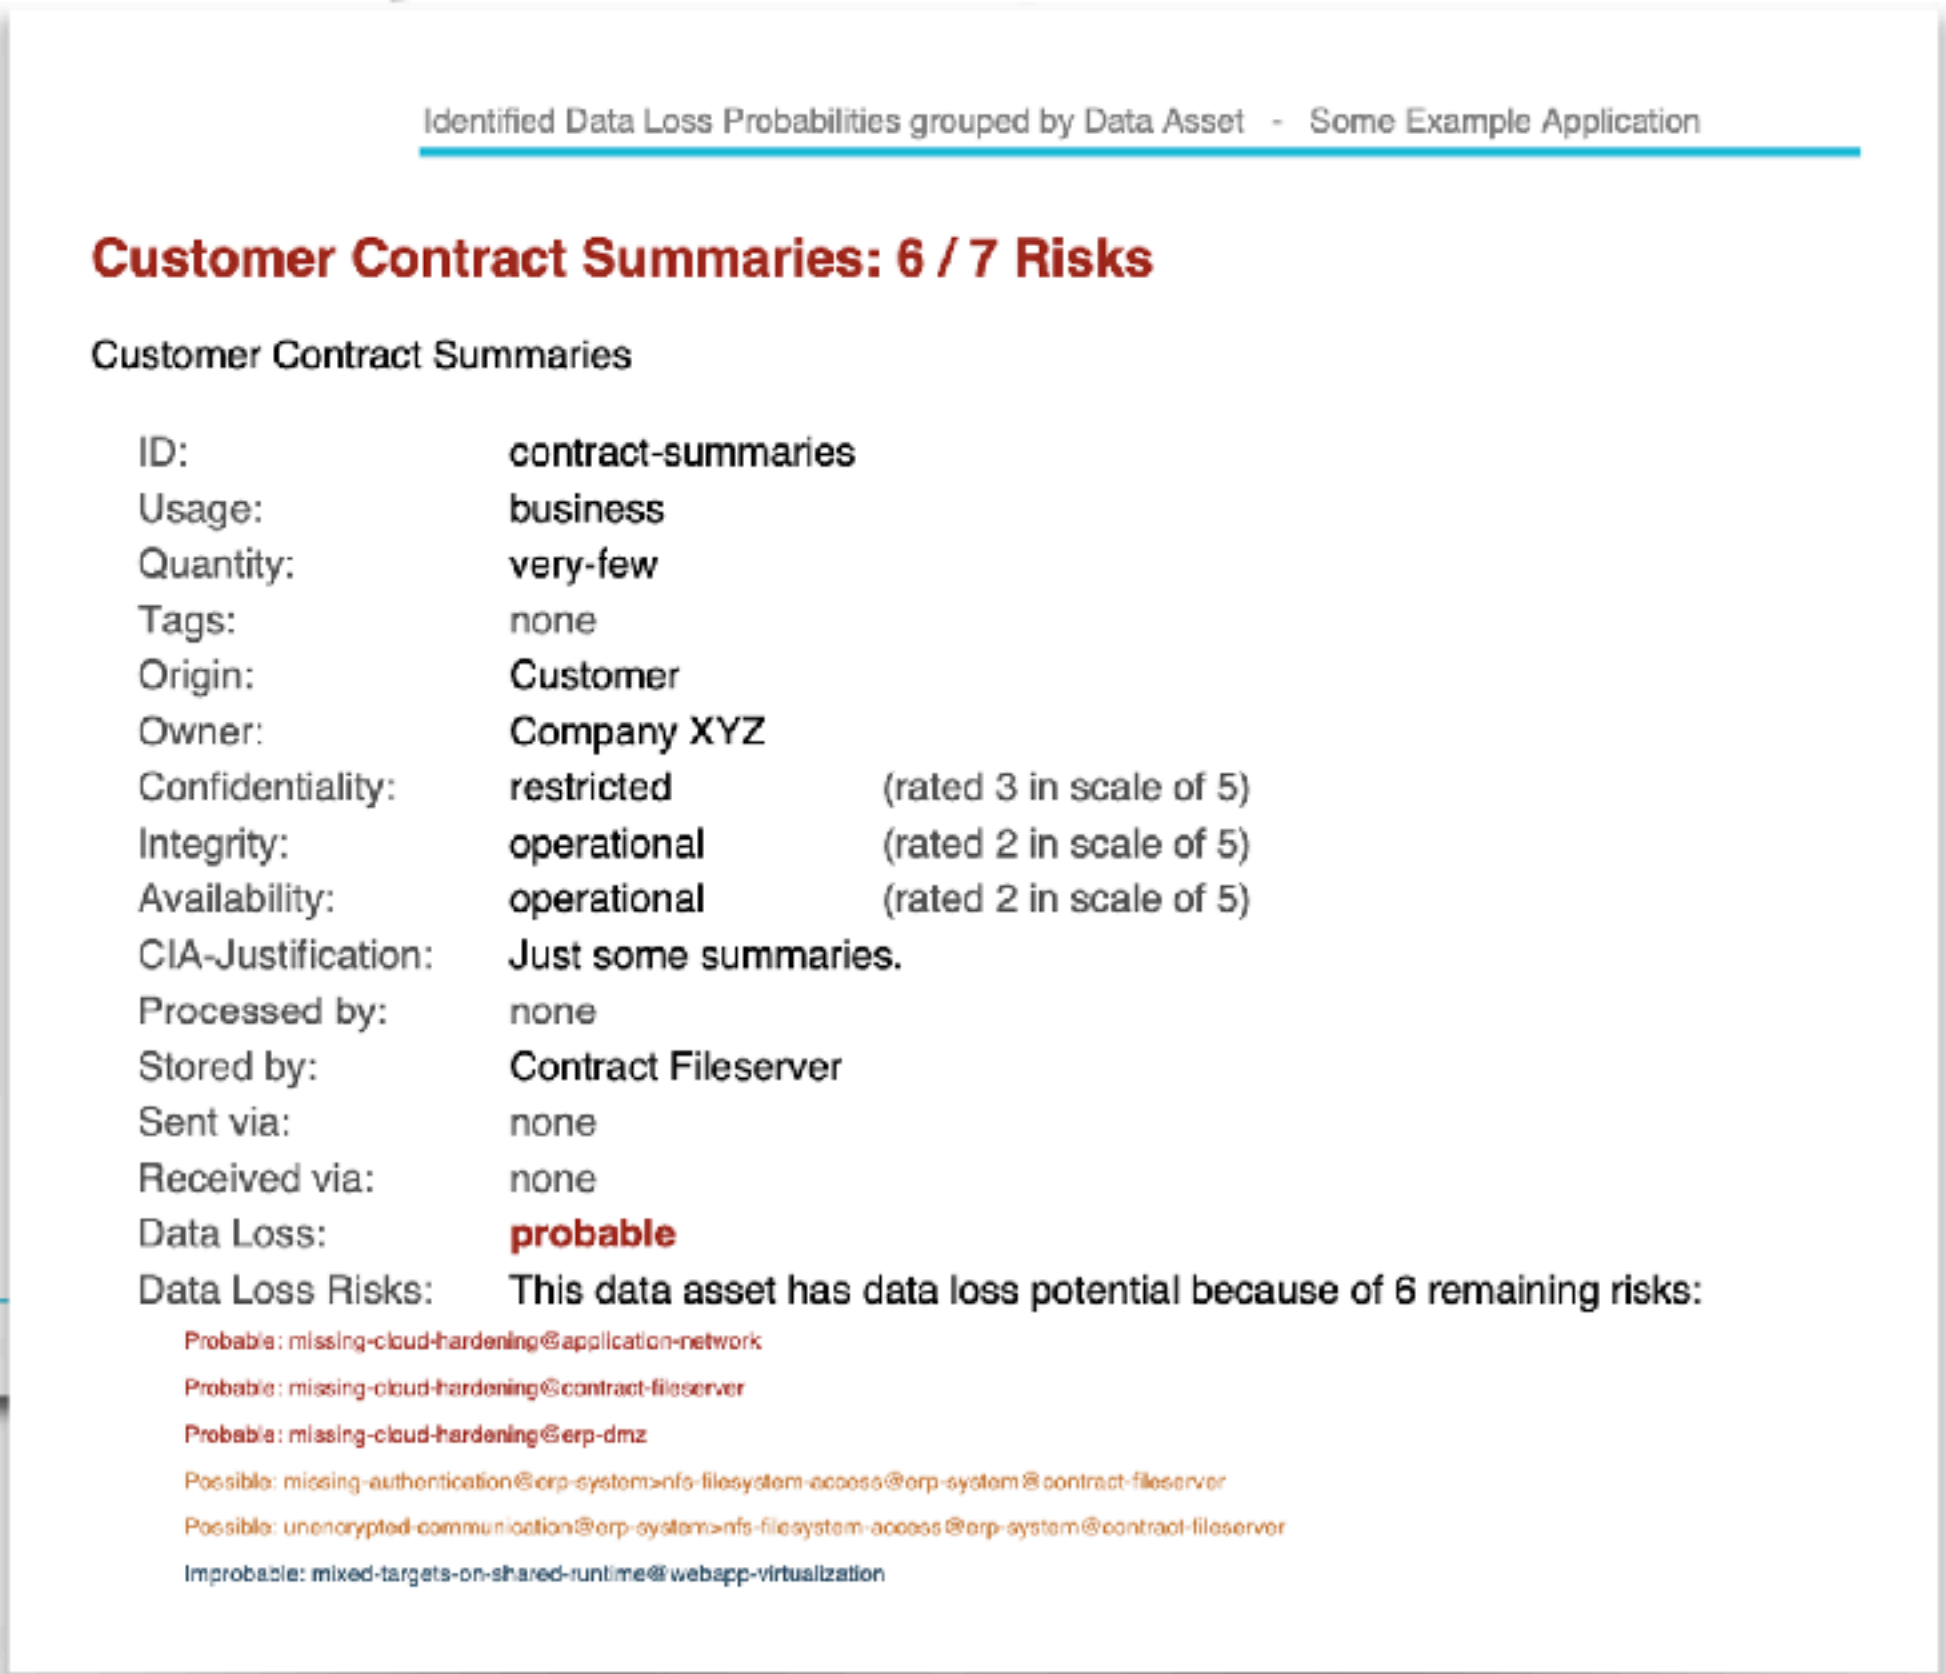 Identified Data Loss Probabilities grouped by Data Asset - Some Example Application
Customer Contract Summaries: 6 / 7 Risks
Customer Contract Summaries
ID: contract-summaries
Usage: business
Quantity: very-few
Tags: none
Origin: Customer
Owner: Company XYZ
Confidentiality: restricted (rated 3 in scale of 5)
Integrity: operational (rated 2 in scale of 5)
Availability: operational (rated 2 in scale of 5)
CIA-Justification: Just some summaries.
Processed by: none
Stored by: Contract Fileserver
Sent via: none
Received via: none
Data Loss: probable
Data Loss Risks: This data asset has data loss potential because of 6 remaining risks:
Probable: missing-cloud-hardening@application-network
Probable: missing-cloud-hardening@contract-fileserver
Probable: missing-cloud-hardening@erp-dmz
Possible: missing-authentication@erp-system>nfs-filesystem-access@erp-system@contract-fileserver
Possible: unencrypted-communication@erp-system>nfs-filesystem-access@erp-system@contract-fileserver
Improbable: mixed-targets-on-shared-runtime@webapp-virtualization